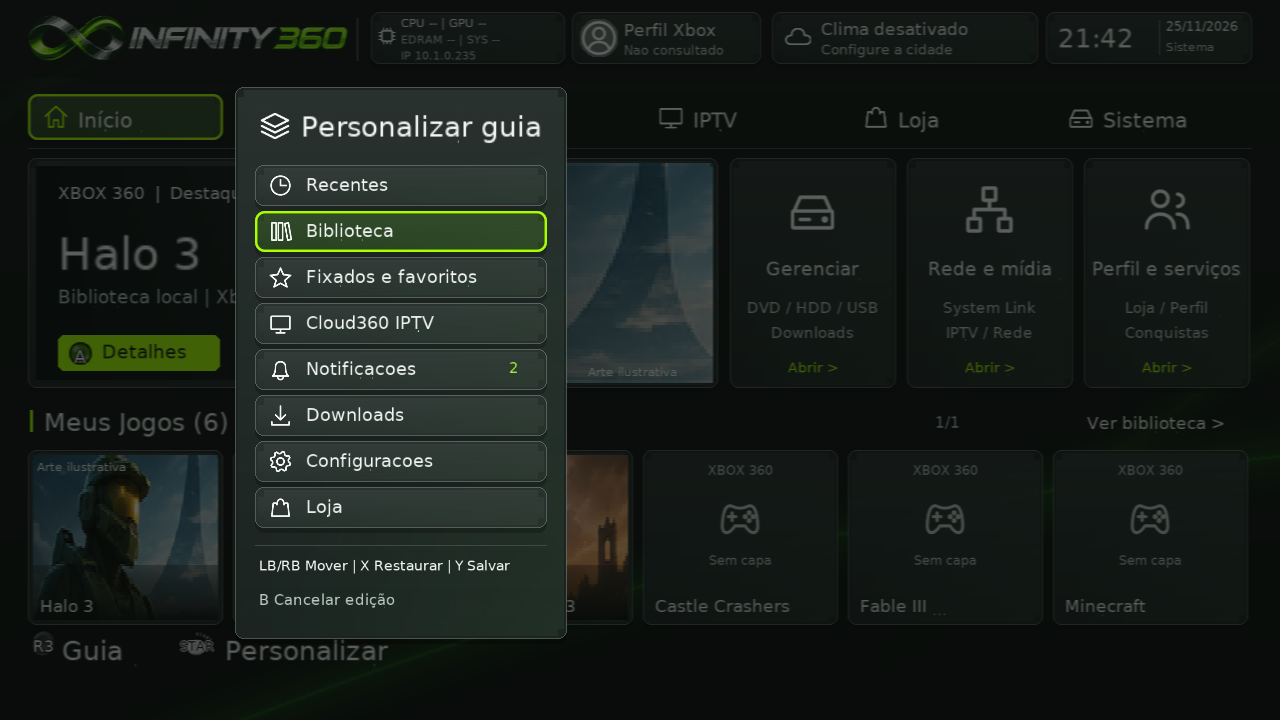 INFINITY 360
CPU -- | GPU --
EDRAM -- | SYS --
IP 10.1.0.235
Perfil Xbox
Nao consultado
Clima desativado
Configure a cidade
21:42
25/11/2026
Sistema
Início
IPTV
Loja
Sistema
Personalizar guia
Recentes
Biblioteca
Fixados e favoritos
Cloud360 IPTV
Notificacoes 2
Downloads
Configuracoes
Loja
LB/RB Mover | X Restaurar | Y Salvar
B Cancelar edição
XBOX 360 | Destaqu
Halo 3
Biblioteca local | Xb
A Detalhes
Arte ilustrativa
Gerenciar
DVD / HDD / USB
Downloads
Abrir >
Rede e mídia
System Link
IPTV / Rede
Abrir >
Perfil e serviços
Loja / Perfil
Conquistas
Abrir >
Meus Jogos (6)
1/1
Ver biblioteca >
Arte ilustrativa
Halo 3
3
XBOX 360
Sem capa
Castle Crashers
XBOX 360
Sem capa
Fable III ...
XBOX 360
Sem capa
Minecraft
R3 Guia
STAR Personalizar